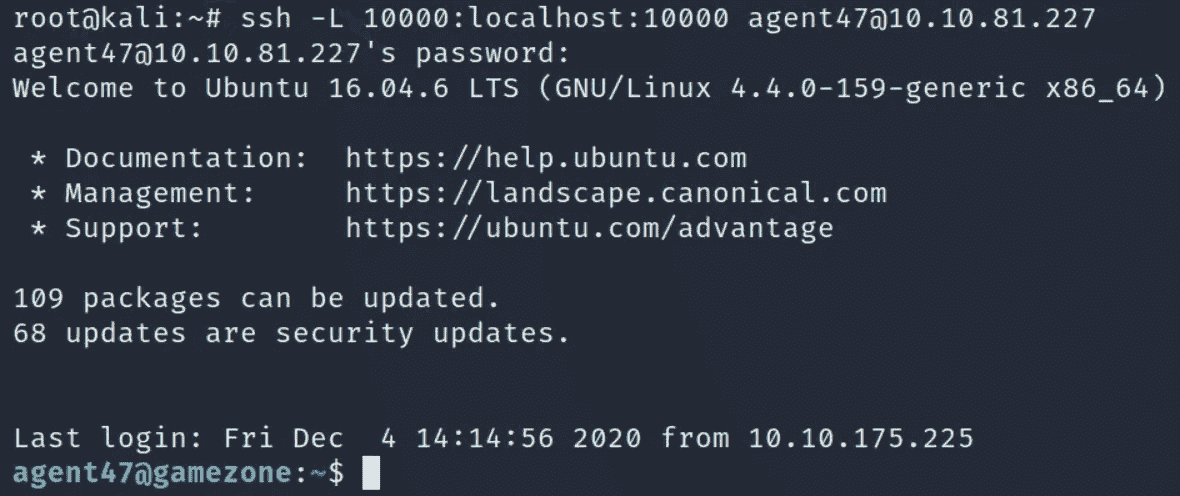 root@kali:~# ssh -L 10000:localhost:10000 agent47@10.10.81.227
agent47@10.10.81.227's password:
Welcome to Ubuntu 16.04.6 LTS (GNU/Linux 4.4.0-159-generic x86_64)
* Documentation:  https://help.ubuntu.com
* Management:     https://landscape.canonical.com
* Support:        https://ubuntu.com/advantage
109 packages can be updated.
68 updates are security updates.
Last login: Fri Dec  4 14:14:56 2020 from 10.10.175.225
agent47@gamezone:~$